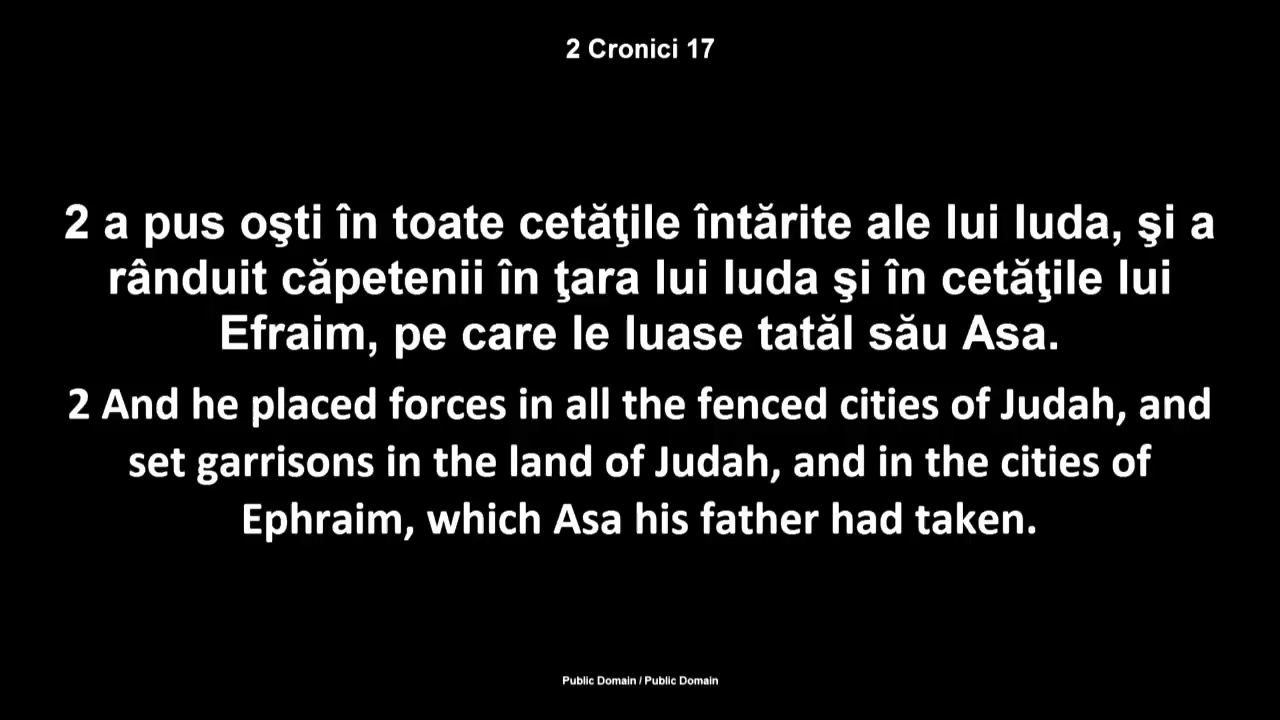 2 Cronici 17
2 a pus oşti în toate cetăţile întărite ale lui Iuda, şi a
rânduit căpetenii în ţara lui Iuda şi în cetăţile lui
Efraim, pe care le luase tatăl său Asa.
2 And he placed forces in all the fenced cities of Judah, and
set garrisons in the land of Judah, and in the cities of
Ephraim, which Asa his father had taken.
Public Domain / Public Domain